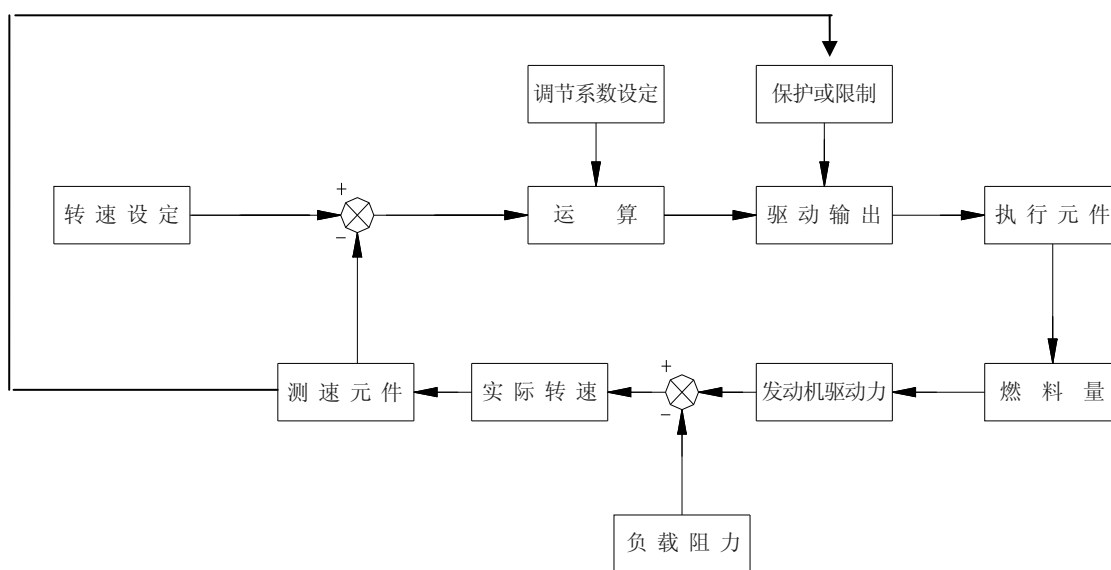 调节系数设定
保护或限制
+
转速设定
运算
驱动输出
执行元件
−
+
测速元件
实际转速
发动机驱动力
燃料量
−
负载阻力